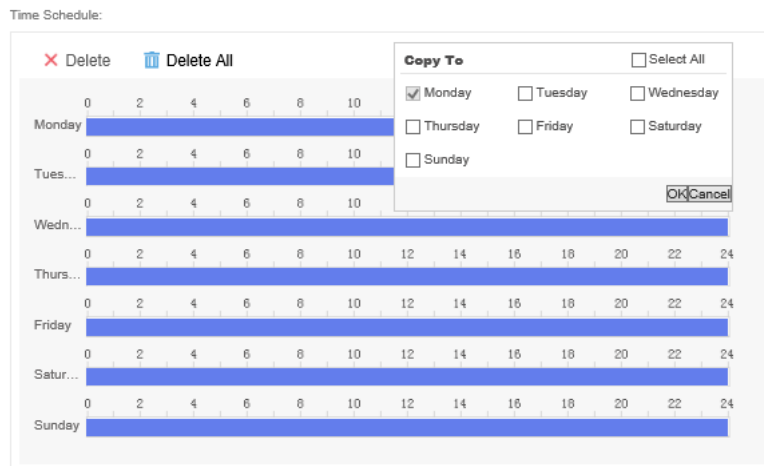 Time Schedule:
Delete Delete All
Copy To Select All
Monday Tuesday Wednesday
Thursday Friday Saturday
Sunday
OK Cancel
0 2 4 6 8 10
Monday
0 2 4 6 8 10
Tues...
0 2 4 6 8 10
Wedn...
0 2 4 6 8 10 12 14 16 18 20 22 24
Thurs...
0 2 4 6 8 10 12 14 16 18 20 22 24
Friday
0 2 4 6 8 10 12 14 16 18 20 22 24
Satur...
0 2 4 6 8 10 12 14 16 18 20 22 24
Sunday